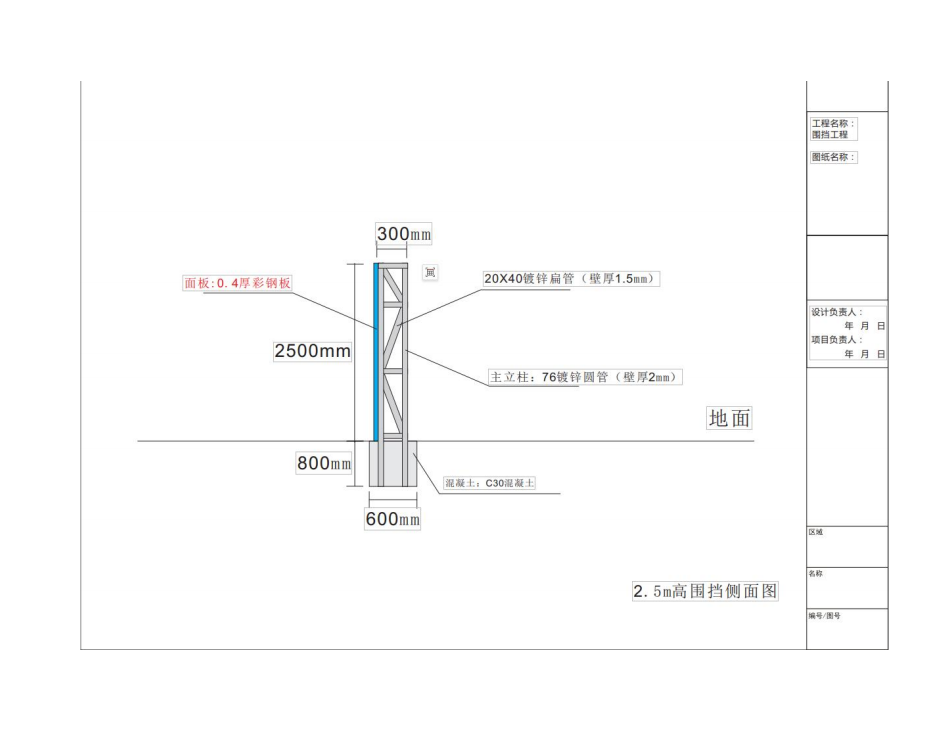 工程名称：
围挡工程
图纸名称：
300mm
面板:0.4厚彩钢板
20X40镀锌扁管（壁厚1.5mm）
设计负责人：
年 月 日
项目负责人：
年 月 日
2500mm
主立柱：76镀锌圆管（壁厚2mm）
地面
800mm
混凝土：C30混凝土
600mm
区域
名称
2.5m高围挡侧面图
编号/图号